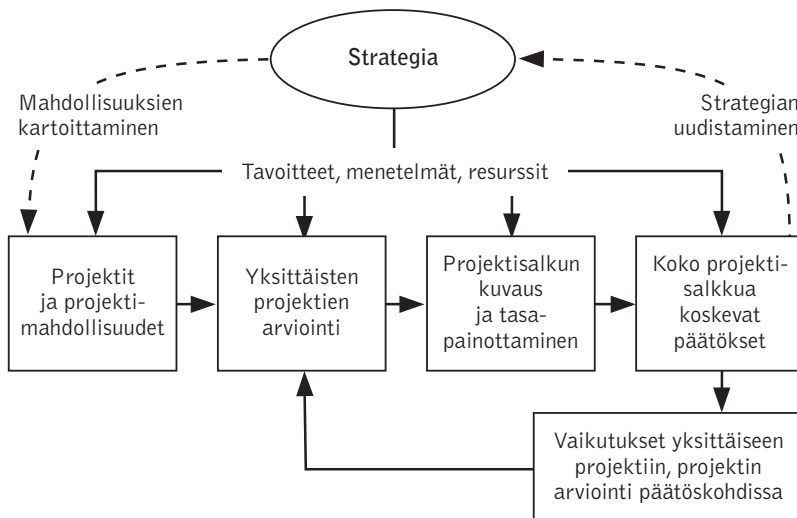 Strategia
Mahdollisuuksien
kartoittaminen
Strategian
uudistaminen
Tavoitteet, menetelmät, resurssit
Projektit
ja projekti-
mahdollisuudet
Yksittäisten
projektien
arviointi
Projektisalkun
kuvaus
ja tasa-
painottaminen
Koko projekti-
salkkua
koskevat
päätökset
Vaikutukset yksittäiseen
projektiin, projektin
arviointi päätöskohdissa